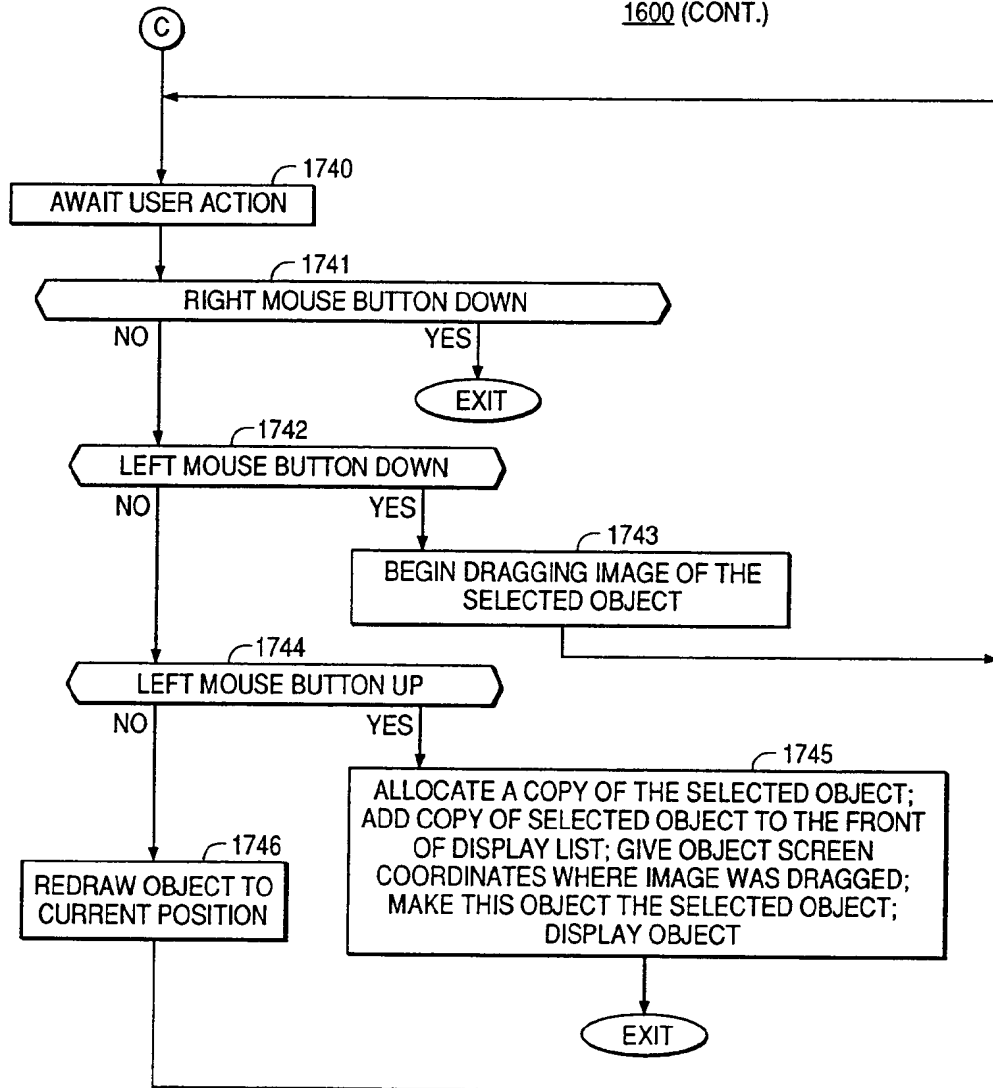 1600 (CONT.)
C
1740
AWAIT USER ACTION
1741
RIGHT MOUSE BUTTON DOWN
NO
YES
EXIT
1742
LEFT MOUSE BUTTON DOWN
NO
YES
1743
BEGIN DRAGGING IMAGE OF THE
SELECTED OBJECT
1744
LEFT MOUSE BUTTON UP
NO
YES
1745
ALLOCATE A COPY OF THE SELECTED OBJECT;
ADD COPY OF SELECTED OBJECT TO THE FRONT
OF DISPLAY LIST; GIVE OBJECT SCREEN
COORDINATES WHERE IMAGE WAS DRAGGED;
MAKE THIS OBJECT THE SELECTED OBJECT;
DISPLAY OBJECT
1746
REDRAW OBJECT TO
CURRENT POSITION
EXIT